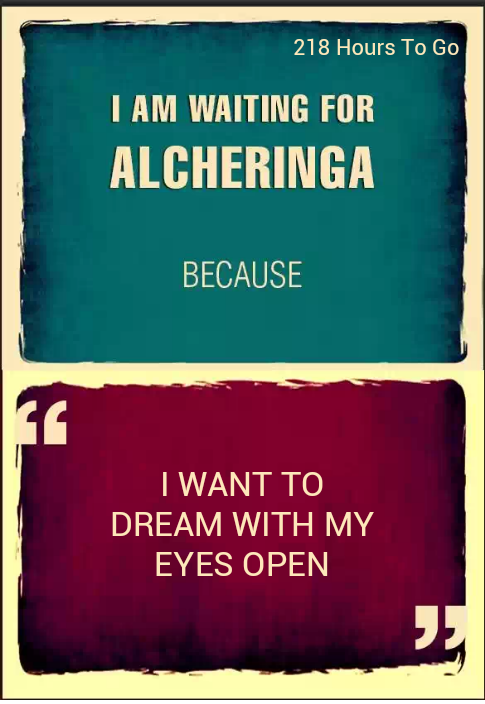 218 Hours To Go
I AM WAITING FOR
ALCHERINGA
BECAUSE
“
I WANT TO
DREAM WITH MY
EYES OPEN
”